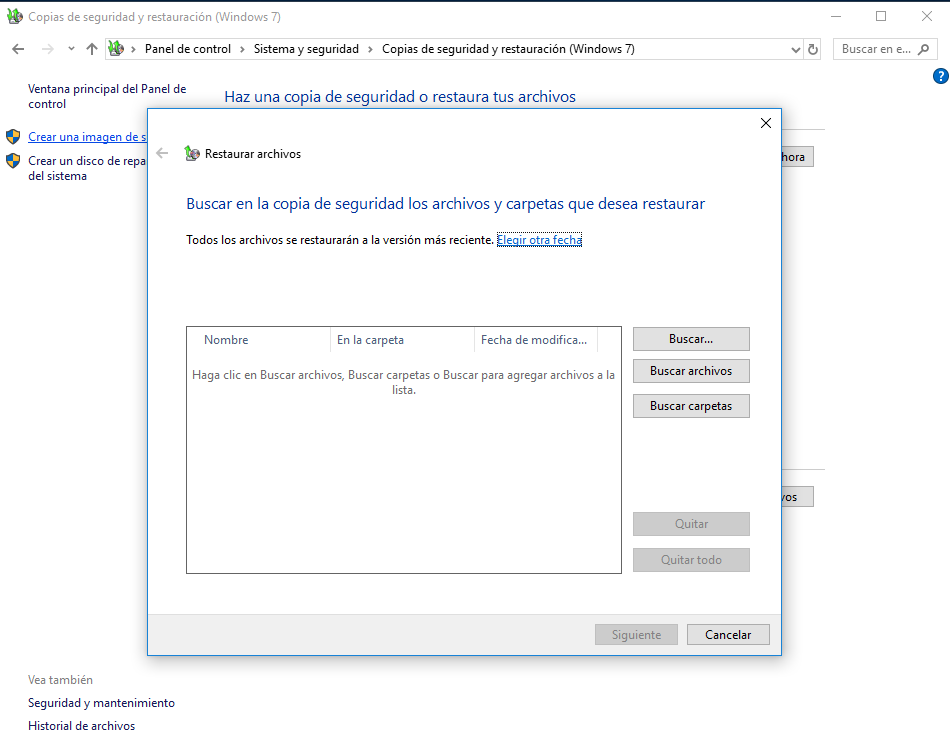 Copias de seguridad y restauración (Windows 7)
Panel de control > Sistema y seguridad > Copias de seguridad y restauración (Windows 7)
Buscar en e...
Ventana principal del Panel de
control
Crear una imagen de s
Crear un disco de repa
del sistema
Haz una copia de seguridad o restaura tus archivos
?
hora
Restaurar archivos
Buscar en la copia de seguridad los archivos y carpetas que desea restaurar
Todos los archivos se restaurarán a la versión más reciente. Elegir otra fecha
Nombre
En la carpeta
Fecha de modifica...
Haga clic en Buscar archivos, Buscar carpetas o Buscar para agregar archivos a la
lista.
Buscar...
Buscar archivos
Buscar carpetas
Quitar
Quitar todo
vos
Siguiente
Cancelar
Vea también
Seguridad y mantenimiento
Historial de archivos